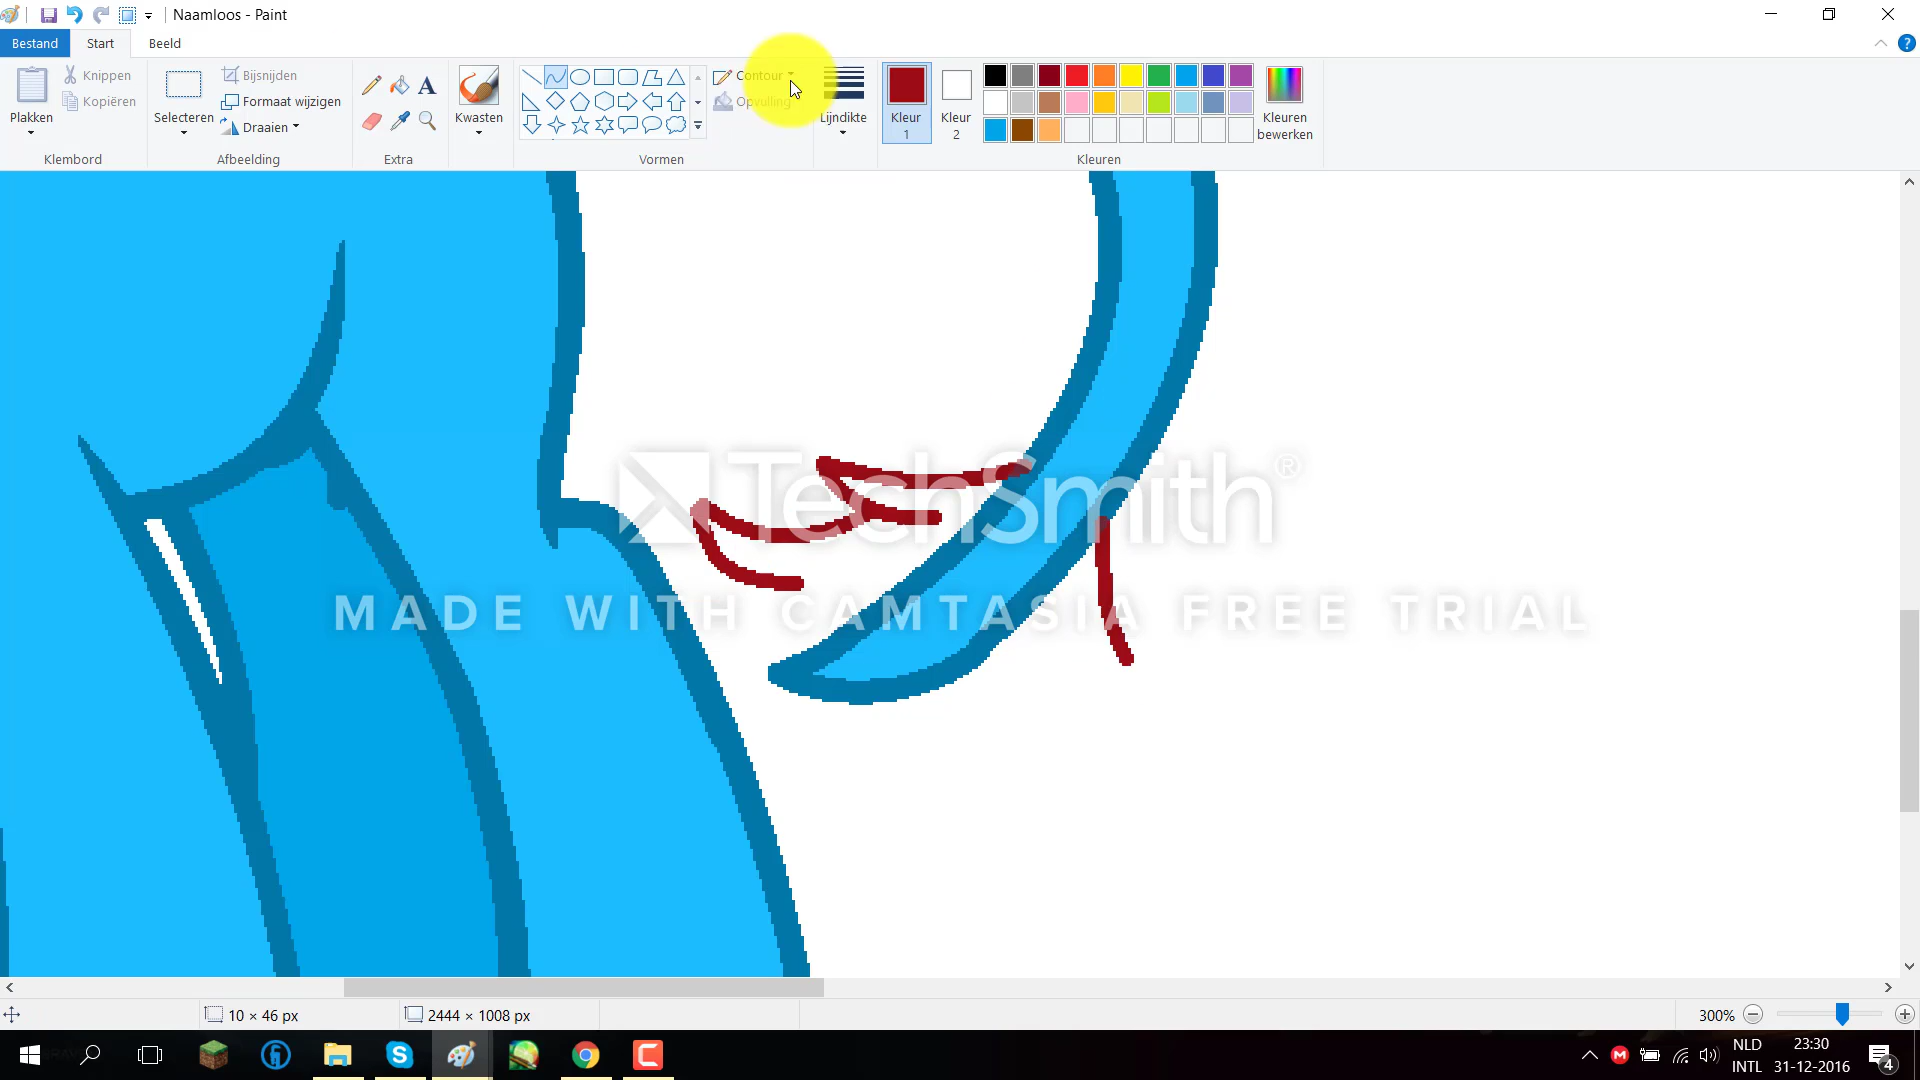 Naamloos - Paint
Bestand Start Beeld
Plakken
Knippen
Kopiëren
Klembord
Selecteren
Bijsnijden
Formaat wijzigen
Draaien
Afbeelding
A
Extra
Kwasten
Contour
Opvulling
Vormen
Lijndikte
Kleur
1
Kleur
2
Kleuren
bewerken
Kleuren
TechSmith®
MADE WITH CAMTASIA FREE TRIAL
10 × 46 px
2444 × 1008 px
300%
NLD
INTL
23:30
31-12-2016
4